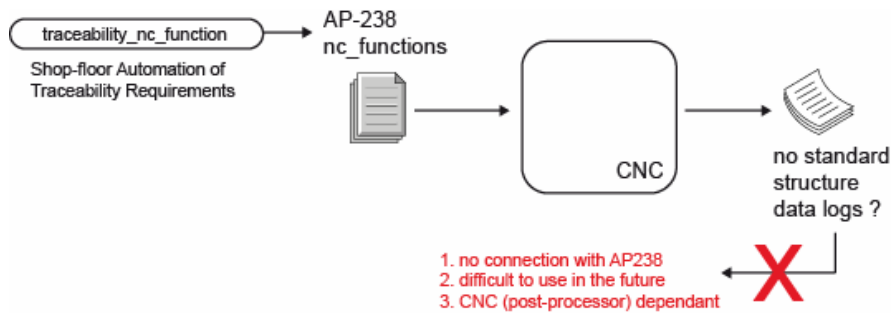 traceability_nc_function
Shop-floor Automation of
Traceability Requirements
AP-238
nc_functions
CNC
no standard
structure
data logs ?
1. no connection with AP238
2. difficult to use in the future
3. CNC (post-processor) dependant